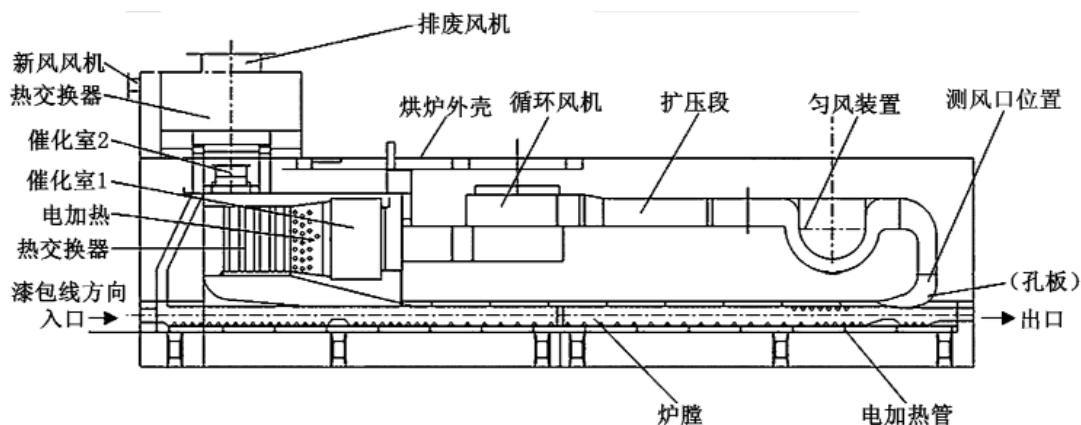 排废风机
新风风机
热交换器
烘炉外壳
循环风机
扩压段
匀风装置
测风口位置
催化室2
催化室1
电加热
热交换器
漆包线方向
入口
(孔板)
出口
炉膛
电加热管